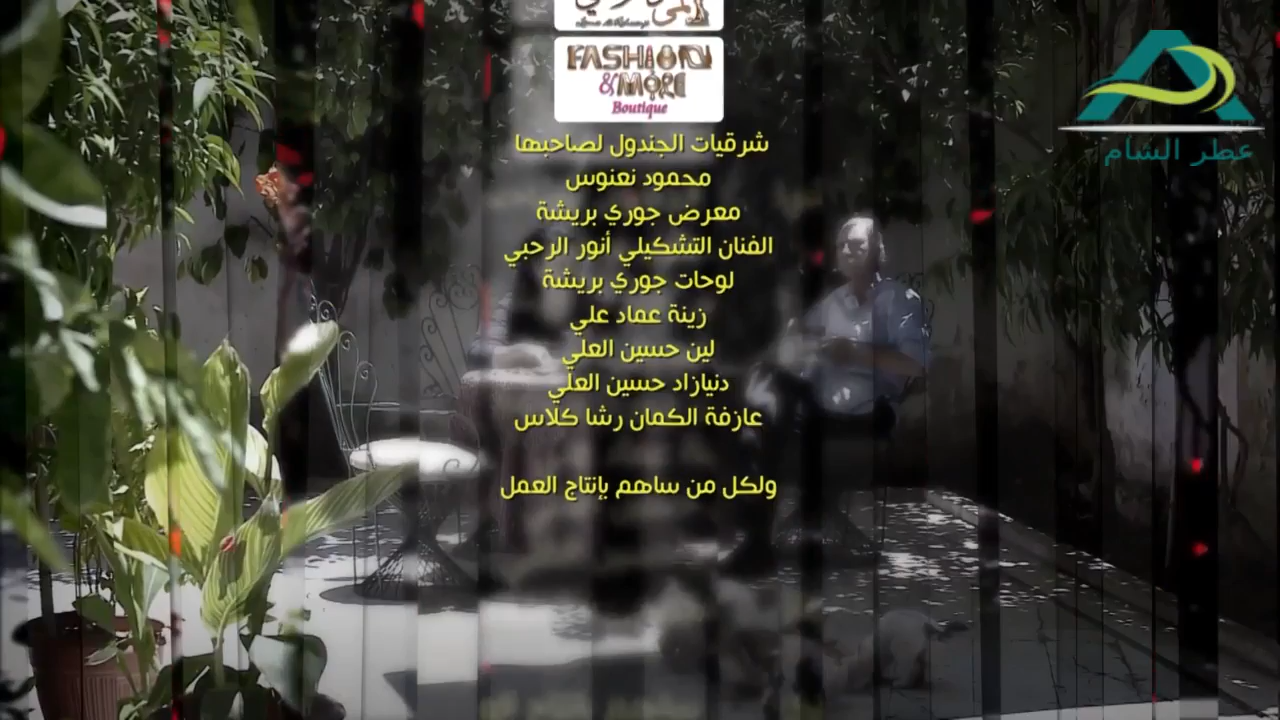 FASHION
& MORE
Boutique
عطر الشام
شرقيات الجندول لصاحبها
محمود نعنوس
معرض جوري بريشة
الفنان التشكيلي أنور الرحبي
لوحات جوري بريشة
زينة عماد علي
لين حسين العلي
دنيازاد حسين العلي
عازفة الكمان رشا كلاس
ولكل من ساهم بإنتاج العمل